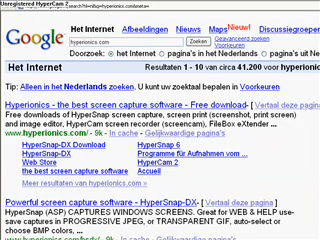 Unregistered HyperCam 2
Google
Het Internet Afbeeldingen Nieuws Maps Nieuw! Discussiegroepen
hyperionics.com
Zoeken
Geavanceerd zoeken
Voorkeuren
Doorzoek: het Internet pagina's in het Nederlands pagina's uit Ne
Het Internet Resultaten 1 - 10 van circa 41.200 voor hyperio
Tip: Alleen in het Nederlands zoeken. U kunt uw zoektaal bepalen in Voorkeuren
Hyperionics - the best screen capture software - Free download - [ Vertaal deze pagina
Free downloads of HyperSnap screen capture, screen print (screenshot, print screen)
and image editor, HyperCam screen recorder (screencam), FileBox eXtender ...
www.hyperionics.com/ - 9k - In cache - Gelijkwaardige pagina's
HyperSnap-DX Download HyperSnap 6
HyperSnap-DX Programme für Aufnahmen vom ...
Web Store HyperCam 2
the best screen capture software Accueil
Meer resultaten van hyperionics.com »
Powerful screen capture software - HyperSnap-DX - [ Vertaal deze pagina ]
HyperSnap (ASP) CAPTURES WINDOWS SCREENS. Great for WEB & HELP use-
save captures in PROGRESSIVE JPEG, or TRANSPARENT GIF, auto-select or
choose BMP colors, ...